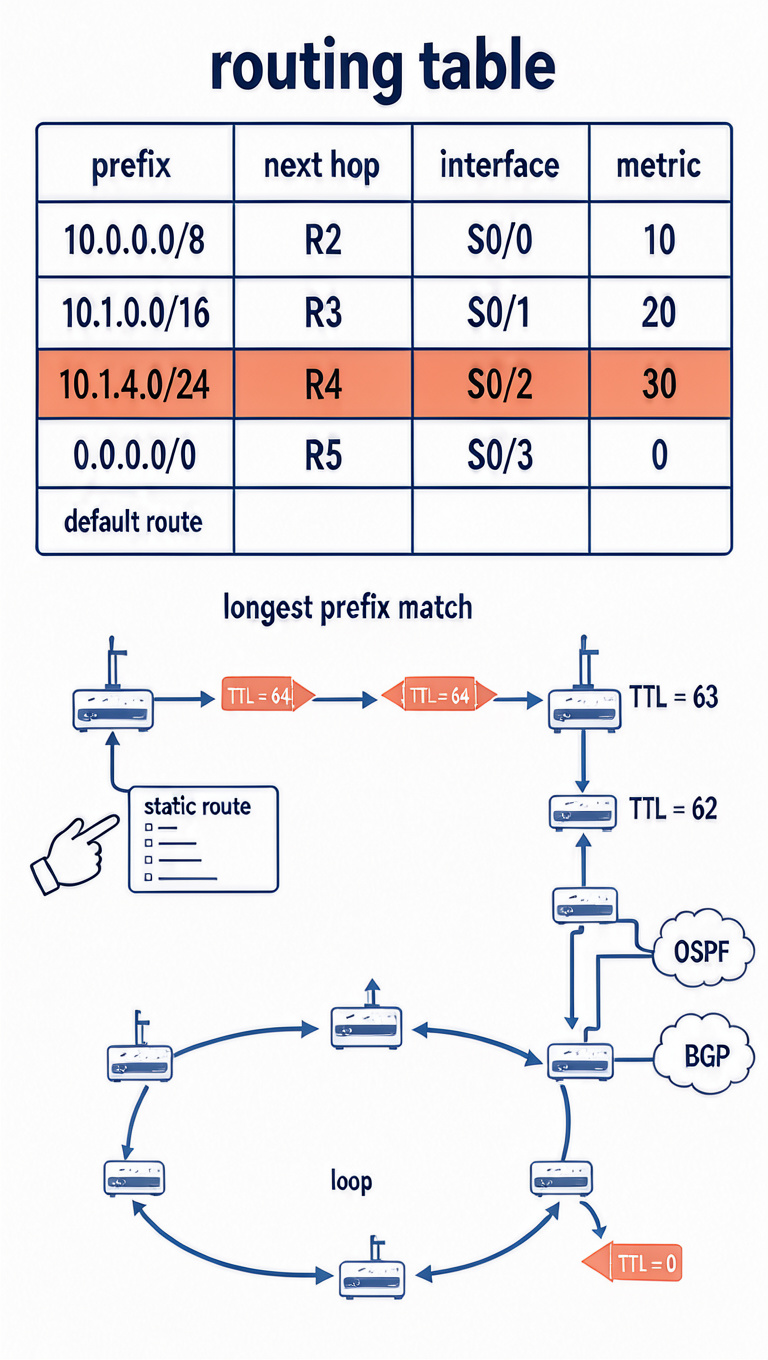 routing table
prefix next hop interface metric
10.0.0.0/8 R2 S0/0 10
10.1.0.0/16 R3 S0/1 20
10.1.4.0/24 R4 S0/2 30
0.0.0.0/0 R5 S0/3 0
default route
longest prefix match
TTL = 64 TTL = 64 TTL = 63
static route
TTL = 62
OSPF
BGP
loop
TTL = 0